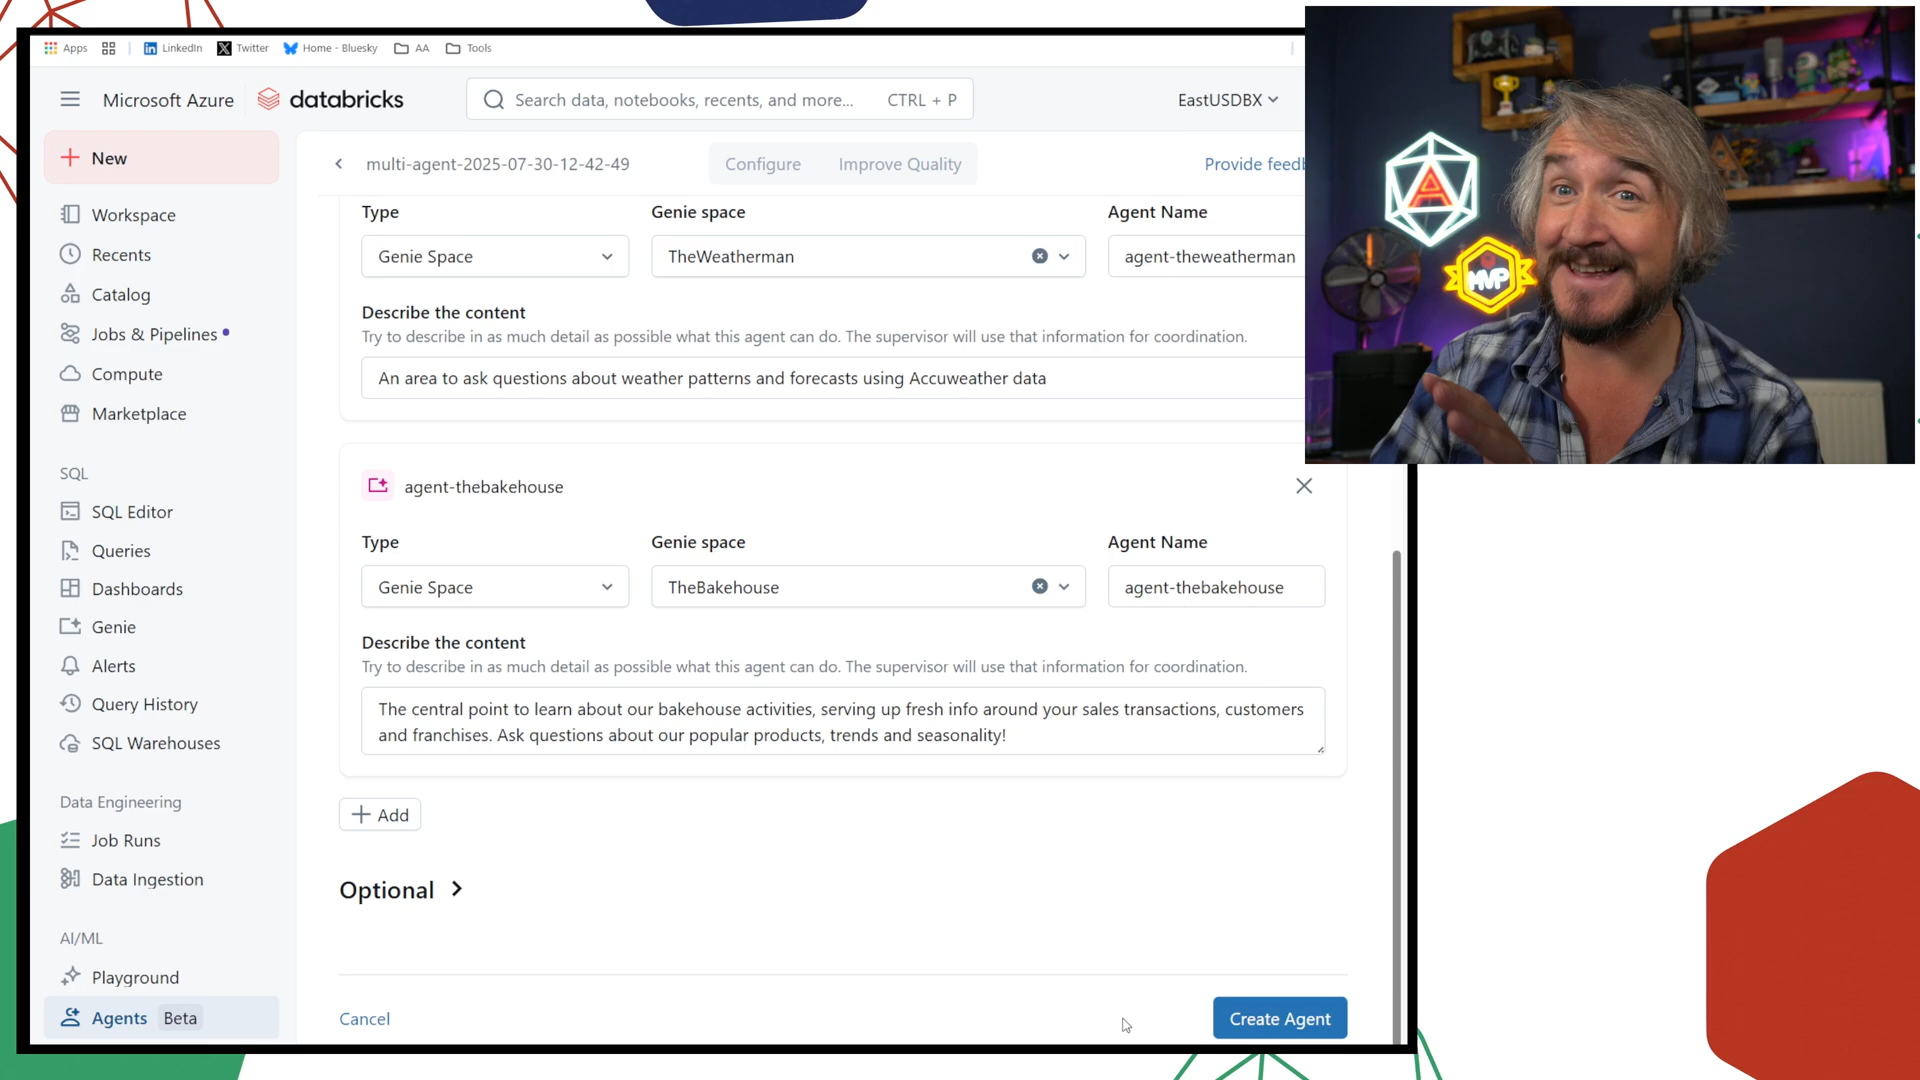 Apps
LinkedIn
Twitter
Home - Bluesky
AA
Tools
Microsoft Azure
databricks
Search data, notebooks, recents, and more...
CTRL + P
EastUSDBX
New
Workspace
Recents
Catalog
Jobs & Pipelines
Compute
Marketplace
SQL
SQL Editor
Queries
Dashboards
Genie
Alerts
Query History
SQL Warehouses
Data Engineering
Job Runs
Data Ingestion
AI/ML
Playground
Agents Beta
multi-agent-2025-07-30-12-42-49
Configure
Improve Quality
Provide
Type
Genie space
Agent Name
Genie Space
TheWeatherman
agent-theweatherman
Describe the content
Try to describe in as much detail as possible what this agent can do. The supervisor will use that information for coordination.
An area to ask questions about weather patterns and forecasts using Accuweather data
agent-thebakehouse
Type
Genie space
Agent Name
Genie Space
TheBakehouse
agent-thebakehouse
Describe the content
Try to describe in as much detail as possible what this agent can do. The supervisor will use that information for coordination.
The central point to learn about our bakehouse activities, serving up fresh info around your sales transactions, customers
and franchises. Ask questions about our popular products, trends and seasonality!
Add
Optional
Cancel
Create Agent
A
MVP